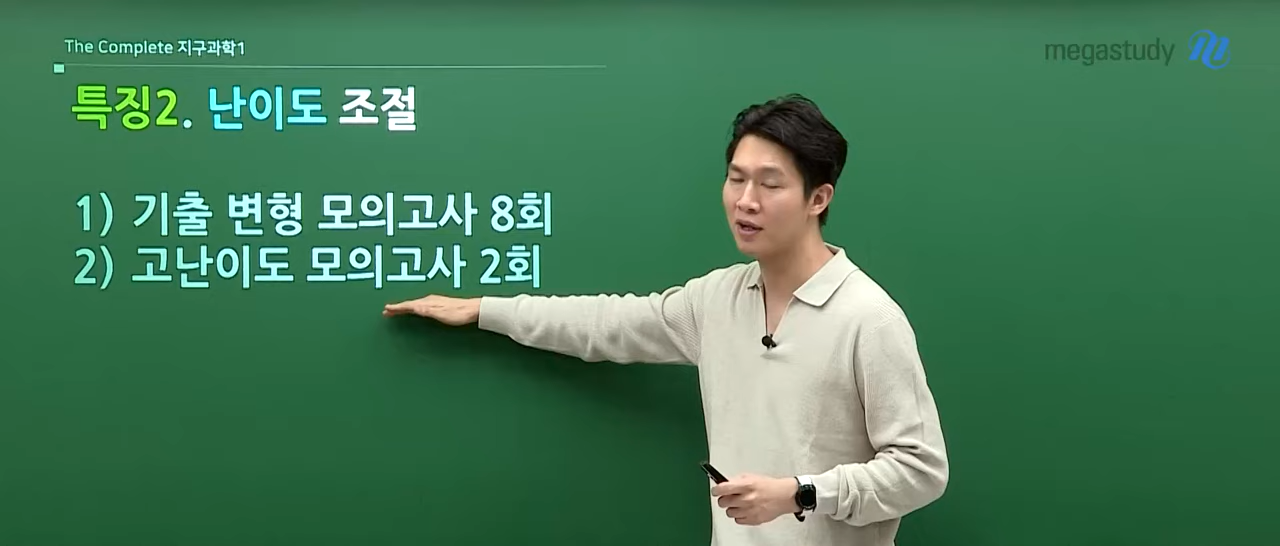 The Complete 지구과학1
megastudy
특징2. 난이도 조절
1) 기출 변형 모의고사 8회
2) 고난이도 모의고사 2회